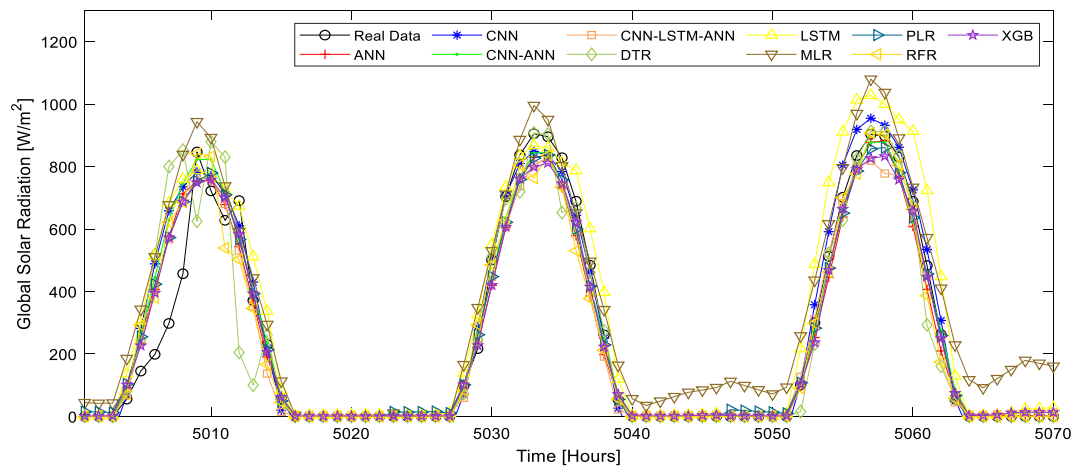 Real Data
CNN
CNN-LSTM-ANN
LSTM
PLR
XGB
ANN
CNN-ANN
DTR
MLR
RFR
1200
1000
800
600
400
200
0
Global Solar Radiation [W/m²]
5010
5020
5030
5040
5050
5060
5070
Time [Hours]